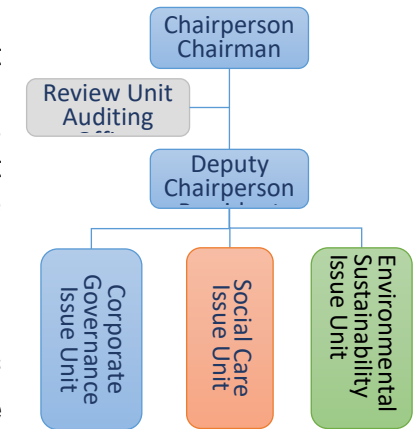 Chairperson
Chairman
Review Unit
Auditing
Deputy
Chairperson
Corporate
Governance
Issue Unit
Social Care
Issue Unit
Environmental
Sustainability
Issue Unit